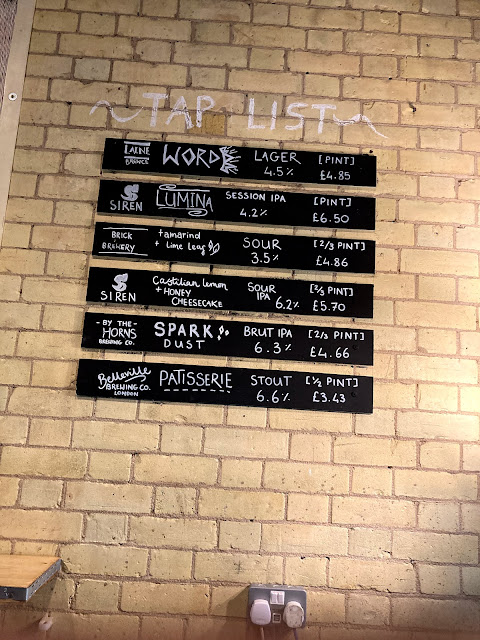 TAP LIST
LAINE BREWCO WORD LAGER 4.5% [PINT] £4.85
SIREN LUMINA SESSION IPA 4.2% [PINT] £6.50
BRICK BREWERY tamarind + lime leaf SOUR 3.5% [2/3 PINT] £4.86
SIREN Castilian lemon + HONEY CHEESECAKE SOUR IPA 6.2% [2/3 PINT] £5.70
- BY THE - HORNS BREWING CO. SPARK! DUST BRUT IPA 6.3% [2/3 PINT] £4.66
Belleville BREWING CO. LONDON PATISSERIE STOUT 6.6% [1/2 PINT] £3.43